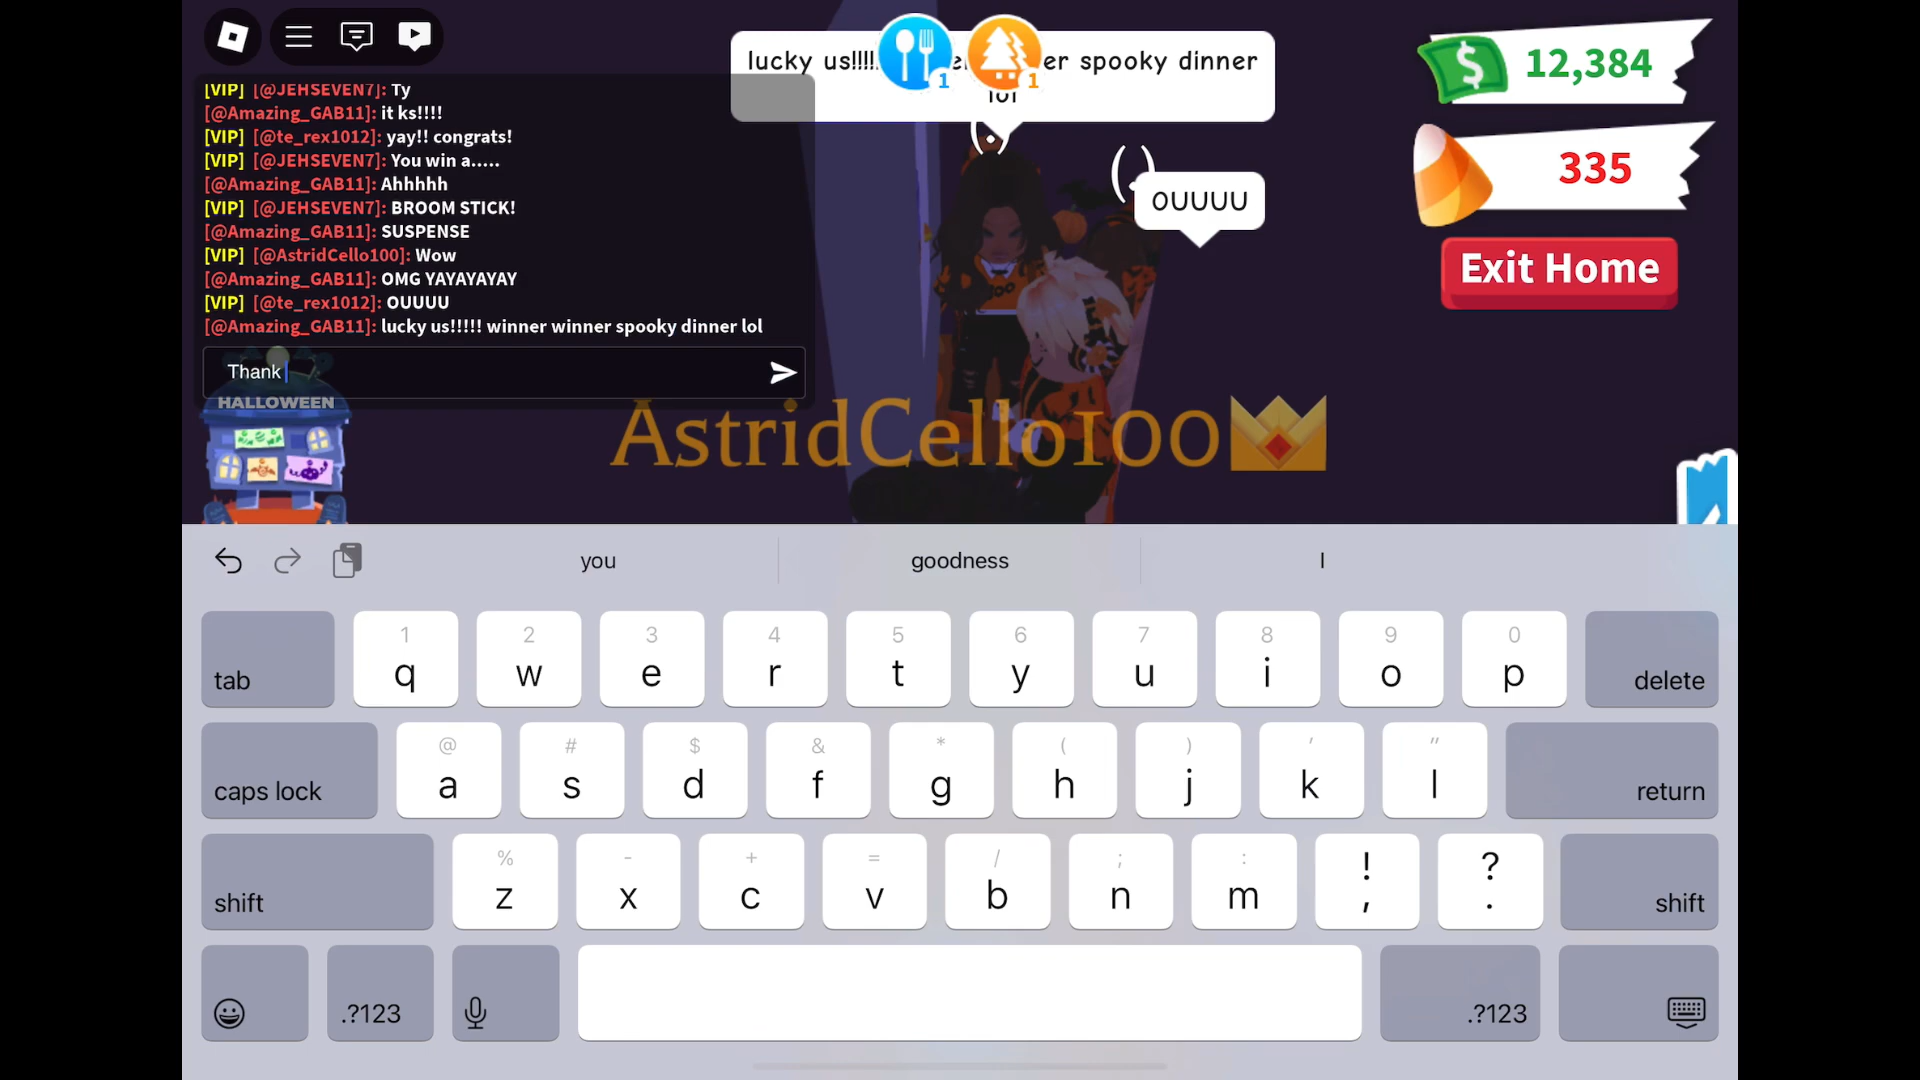 lucky us!!!!! er spooky dinner
lol
1
1
12,384
335
Exit Home
OUUUU
[VIP] [@JEHSEVEN7]: Ty
[@Amazing_GAB11]: it ks!!!!
[VIP] [@te_rex1012]: yay!! congrats!
[VIP] [@JEHSEVEN7]: You win a.....
[@Amazing_GAB11]: Ahhhhh
[VIP] [@JEHSEVEN7]: BROOM STICK!
[@Amazing_GAB11]: SUSPENSE
[VIP] [@AstridCello100]: Wow
[@Amazing_GAB11]: OMG YAYAYAYAY
[VIP] [@te_rex1012]: OUUUU
[@Amazing_GAB11]: lucky us!!!!! winner winner spooky dinner lol
Thank
HALLOWEEN
AstridCello100
you goodness I
1 2 3 4 5 6 7 8 9 0
tab q w e r t y u i o p delete
@ # $ & * ( ) ' "
caps lock a s d f g h j k l return
% - + = / ; : ! ?
shift z x c v b n m , . shift
.?123 .?123